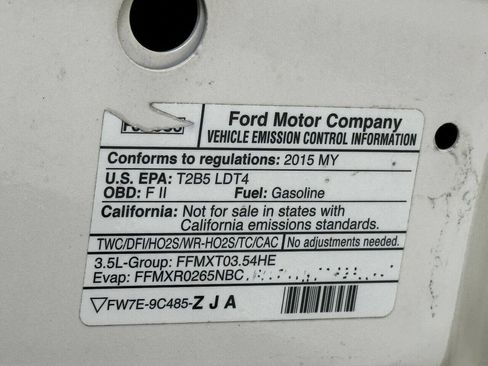 Ford Motor Company
VEHICLE EMISSION CONTROL INFORMATION
Conforms to regulations: 2015 MY
U.S. EPA: T2B5 LDT4
OBD: F II Fuel: Gasoline
California: Not for sale in states with
California emissions standards.
TWC/DFI/HO2S/WR-HO2S/TC/CAC No adjustments needed.
3.5L-Group: FFMXT03.54HE
Evap: FFMXR0265NBC
FW7E-9C485-ZJA